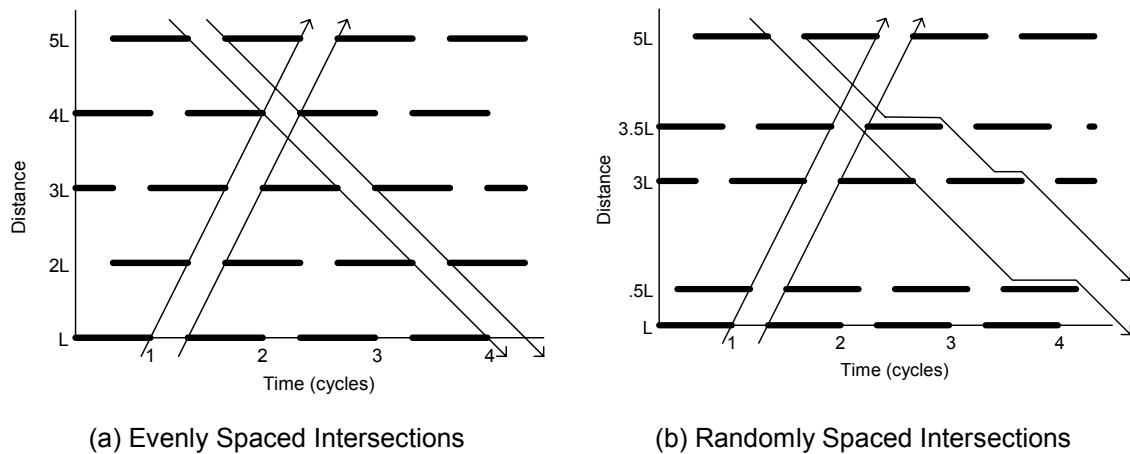 5L
4L
3L
2L
L
Distance
1 2 3 4
Time (cycles)
(a) Evenly Spaced Intersections
5L
3.5L
3L
.5L
L
Distance
1 2 3 4
Time (cycles)
(b) Randomly Spaced Intersections